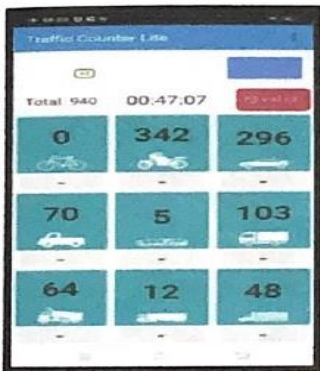 Traffic Counter Lite
Total 940 00:47:07
0 342 296
- - -
70 5 103
- - -
64 12 48
- - -